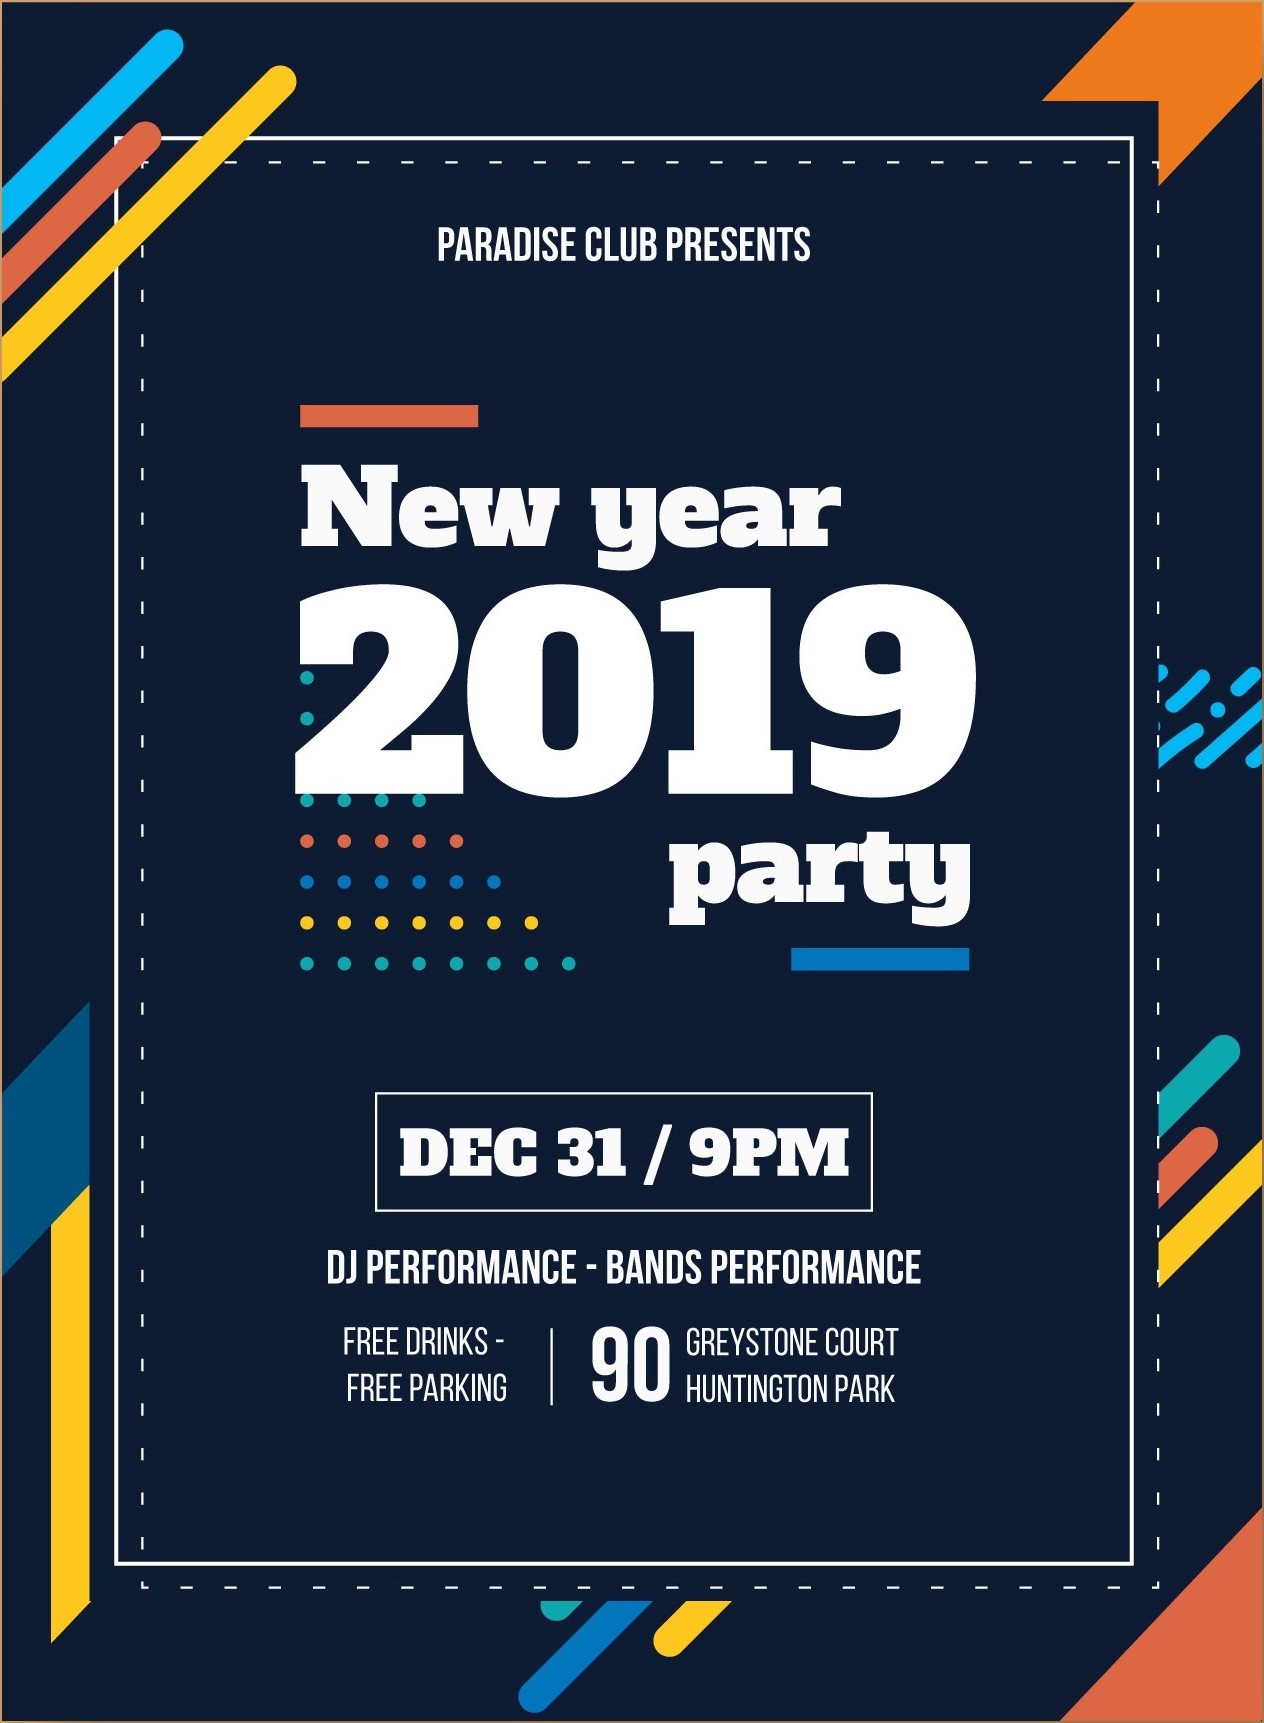 PARADISE CLUB PRESENTS
New year
2019
party
DEC 31 / 9PM
DJ PERFORMANCE - BANDS PERFORMANCE
FREE DRINKS -
FREE PARKING
90 GREYSTONE COURT
HUNTINGTON PARK